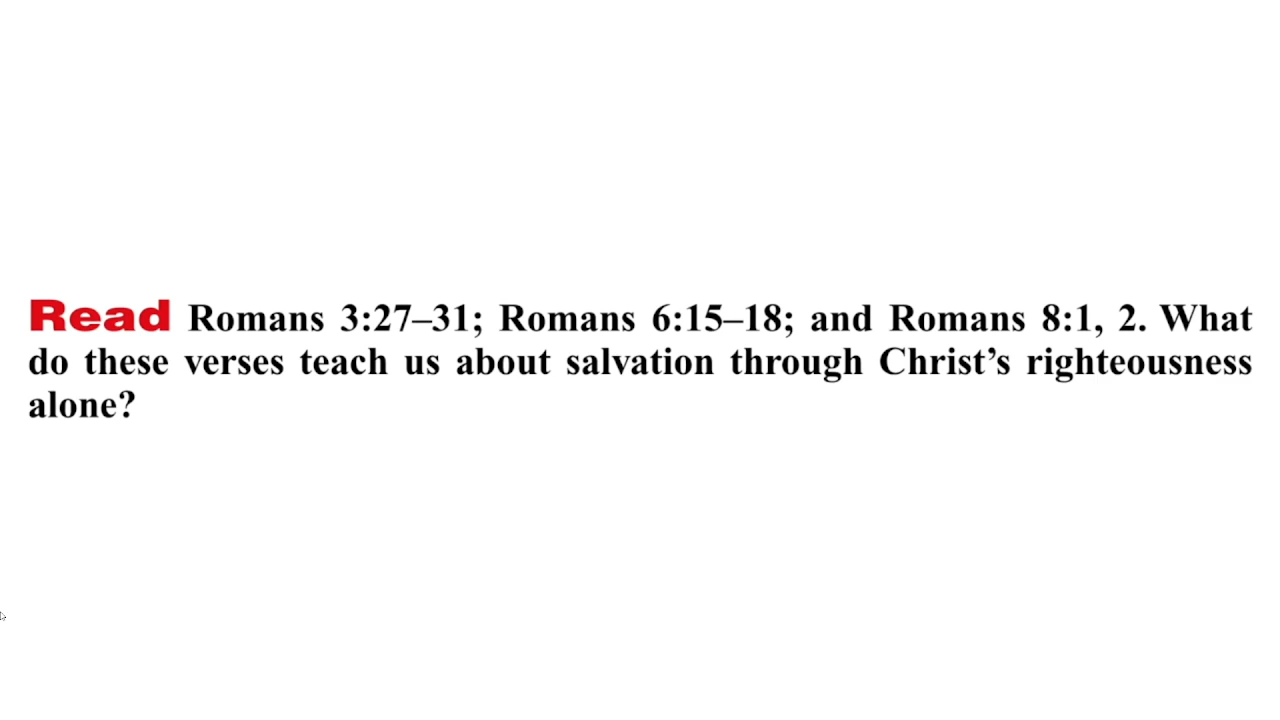 Read Romans 3:27–31; Romans 6:15–18; and Romans 8:1, 2. What
do these verses teach us about salvation through Christ’s righteousness
alone?